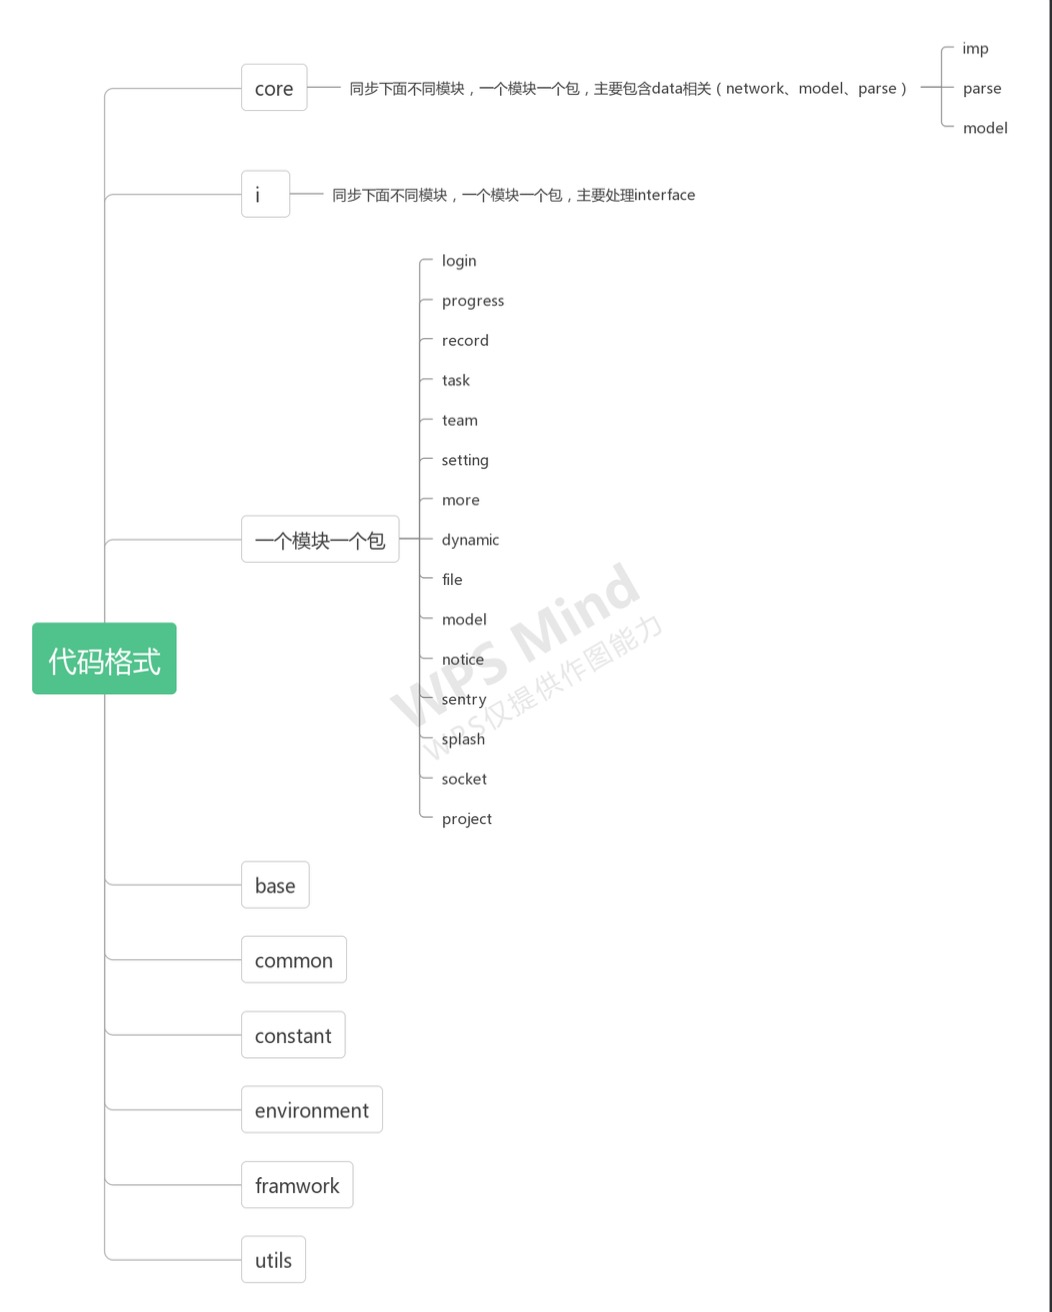 imp
core
同步下面不同模块，一个模块一个包，主要包含data相关（network、model、parse）
parse
model
i
同步下面不同模块，一个模块一个包，主要处理interface
login
progress
record
task
team
setting
more
一个模块一个包
dynamic
file
model
代码格式
notice
sentry
splash
socket
project
WPS Mind
WPS仅提供作图能力
base
common
constant
environment
framwork
utils